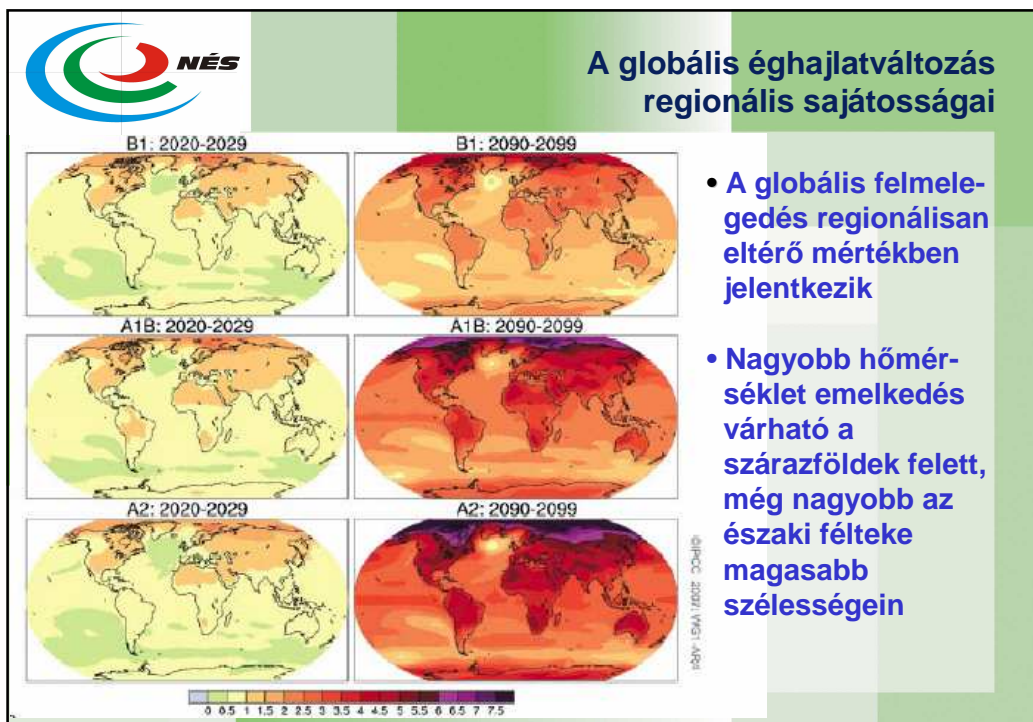 NÉS
A globális éghajlatváltozás
regionális sajátosságai
B1: 2020-2029
B1: 2090-2099
A1B: 2020-2029
A1B: 2090-2099
A2: 2020-2029
A2: 2090-2099
0 0.5 1 1.5 2 2.5 3 3.5 4 4.5 5 5.5 6 6.5 7 7.5
©IPCC 2007: WG1-AR4
• A globális felmele-
gedés regionálisan
eltérő mértékben
jelentkezik
• Nagyobb hőmér-
séklet emelkedés
várható a
szárazföldek felett,
még nagyobb az
északi félteke
magasabb
szélességein